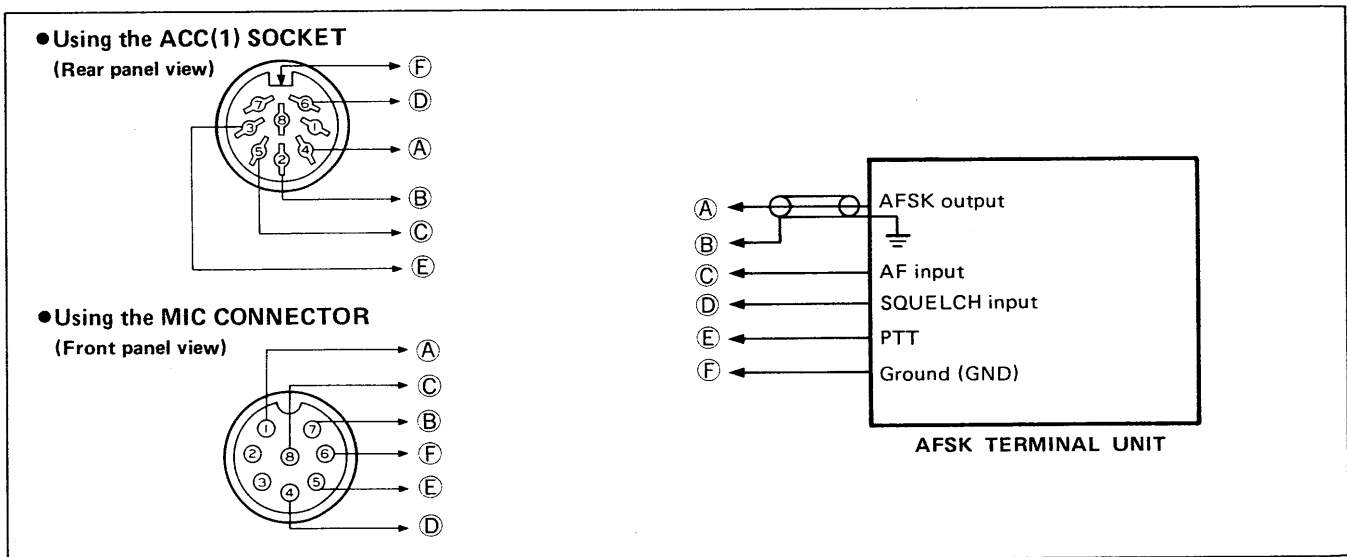 ●Using the ACC(1) SOCKET
(Rear panel view)
Ⓕ
⑦ ⑥
Ⓓ
⑧
③ ①
Ⓐ
⑤ ② ④
Ⓑ
Ⓒ
Ⓔ
●Using the MIC CONNECTOR
(Front panel view)
Ⓐ
Ⓒ
① ⑦
Ⓑ
② ⑧ ⑥
Ⓕ
③ ⑤
Ⓔ
④
Ⓓ
Ⓐ AFSK output
Ⓑ
Ⓒ AF input
Ⓓ SQUELCH input
Ⓔ PTT
Ⓕ Ground (GND)
AFSK TERMINAL UNIT